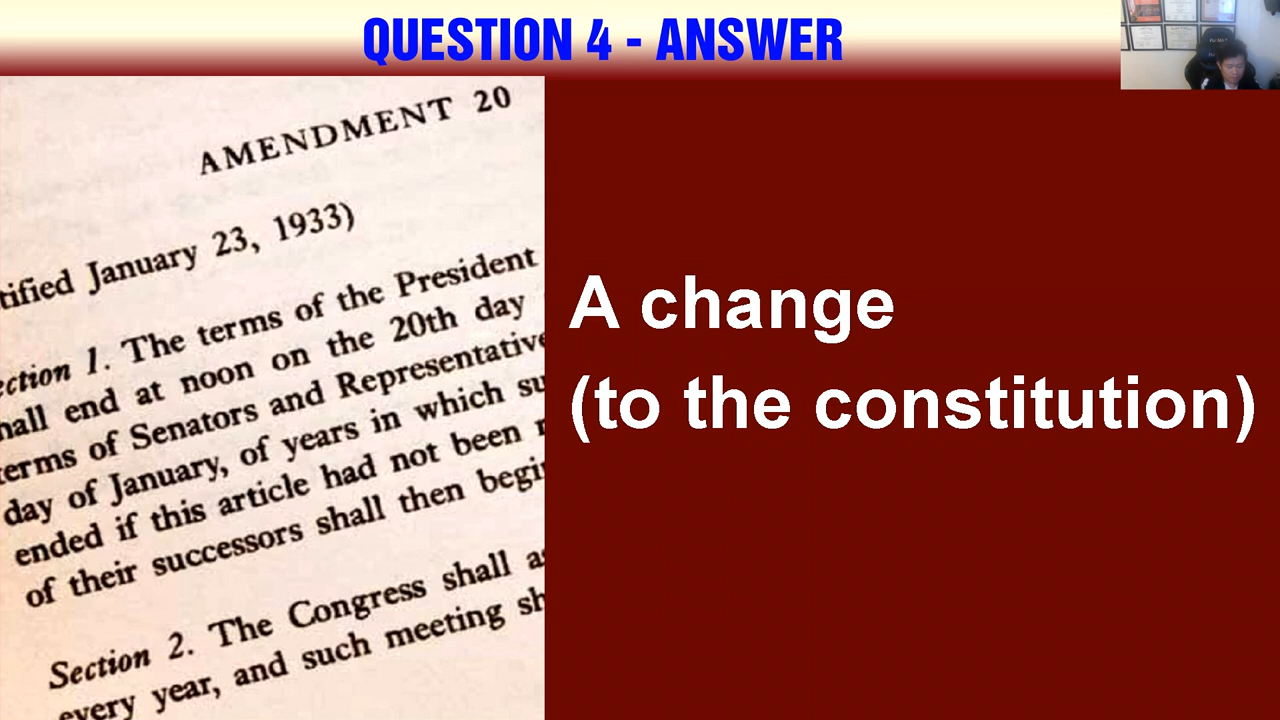 QUESTION 4 - ANSWER
AMENDMENT 20
tified January 23, 1933)
ection 1. The terms of the President
hall end at noon on the 20th day
terms of Senators and Representative
day of January, of years in which su
ended if this article had not been r
of their successors shall then begin
Section 2. The Congress shall as
every year, and such meeting sh
A change
(to the constitution)